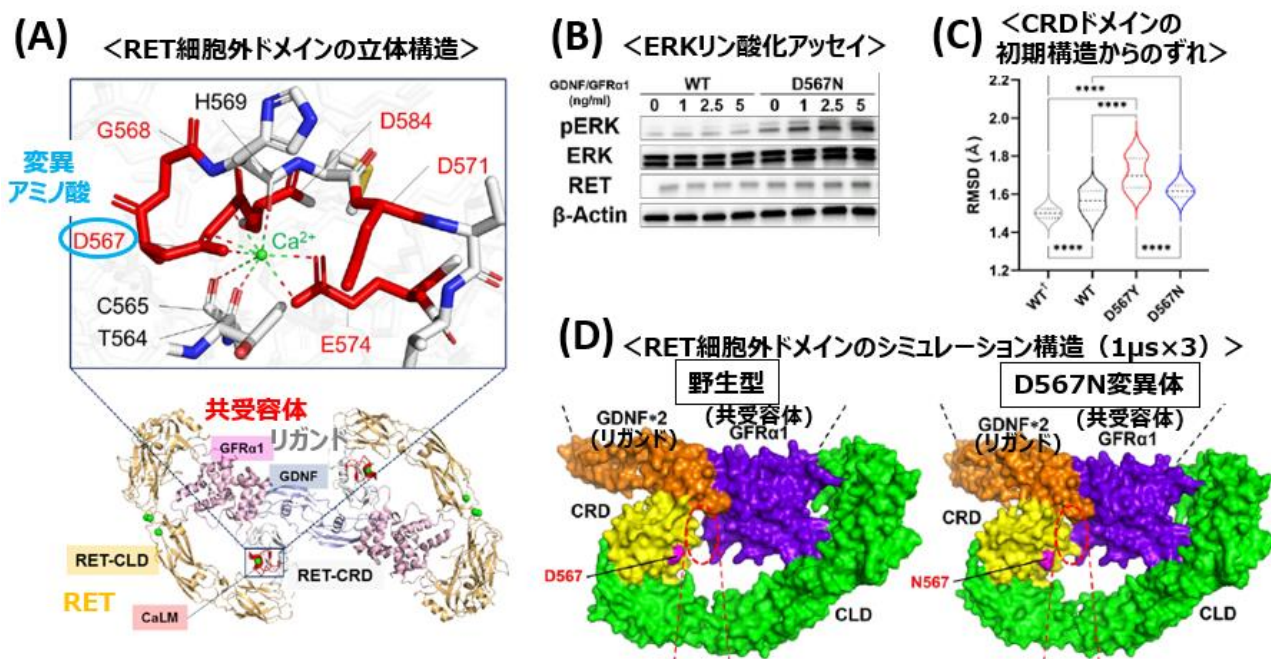 (A)
＜RET細胞外ドメインの立体構造＞
H569
G568
D584
D571
変異
アミノ酸
D567
Ca2+
C565
T564
E574
共受容体
リガンド
GFRα1
GDNF
RET-CLD
RET-CRD
RET
CaLM
(B)
＜ERKリン酸化アッセイ＞
GDNF/GFRα1
(ng/ml)
WT
D567N
0 1 2.5 5 0 1 2.5 5
pERK
ERK
RET
β-Actin
(C)
＜CRDドメインの
初期構造からのずれ＞
2.2
2.0
1.8
1.6
1.4
1.2
RMSD (Å)
****
****
****
****
WT†
WT
D567Y
D567N
(D)
＜RET細胞外ドメインのシミュレーション構造（1μs×3）＞
野生型
GDNF*2
(リガンド)
(共受容体)
GFRα1
CRD
D567
CLD
D567N変異体
GDNF*2
(リガンド)
(共受容体)
GFRα1
CRD
N567
CLD